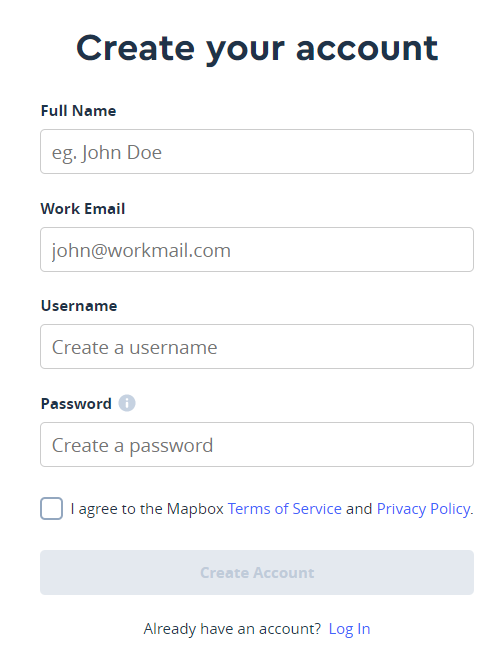 Create your account
Full Name
eg. John Doe
Work Email
john@workmail.com
Username
Create a username
Password
Create a password
I agree to the Mapbox Terms of Service and Privacy Policy.
Create Account
Already have an account? Log In